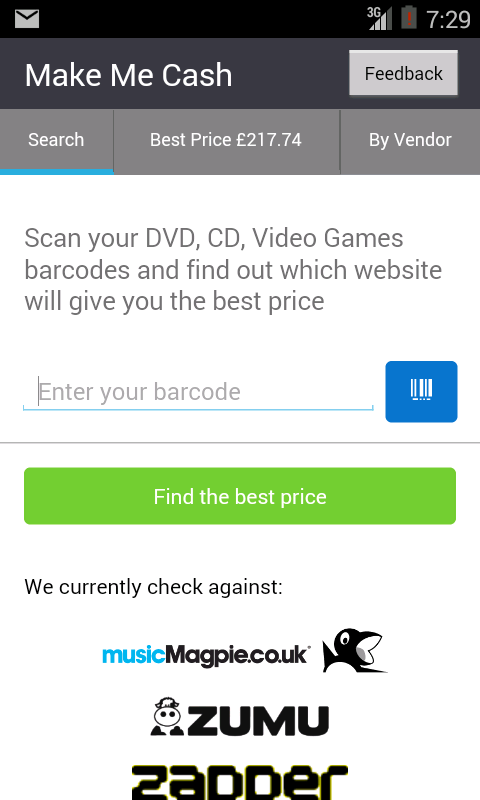 3G
7:29
Make Me Cash
Feedback
Search
Best Price £217.74
By Vendor
Scan your DVD, CD, Video Games
barcodes and find out which website
will give you the best price
Enter your barcode
Find the best price
We currently check against:
musicMagpie.co.uk
ZUMU
zapper